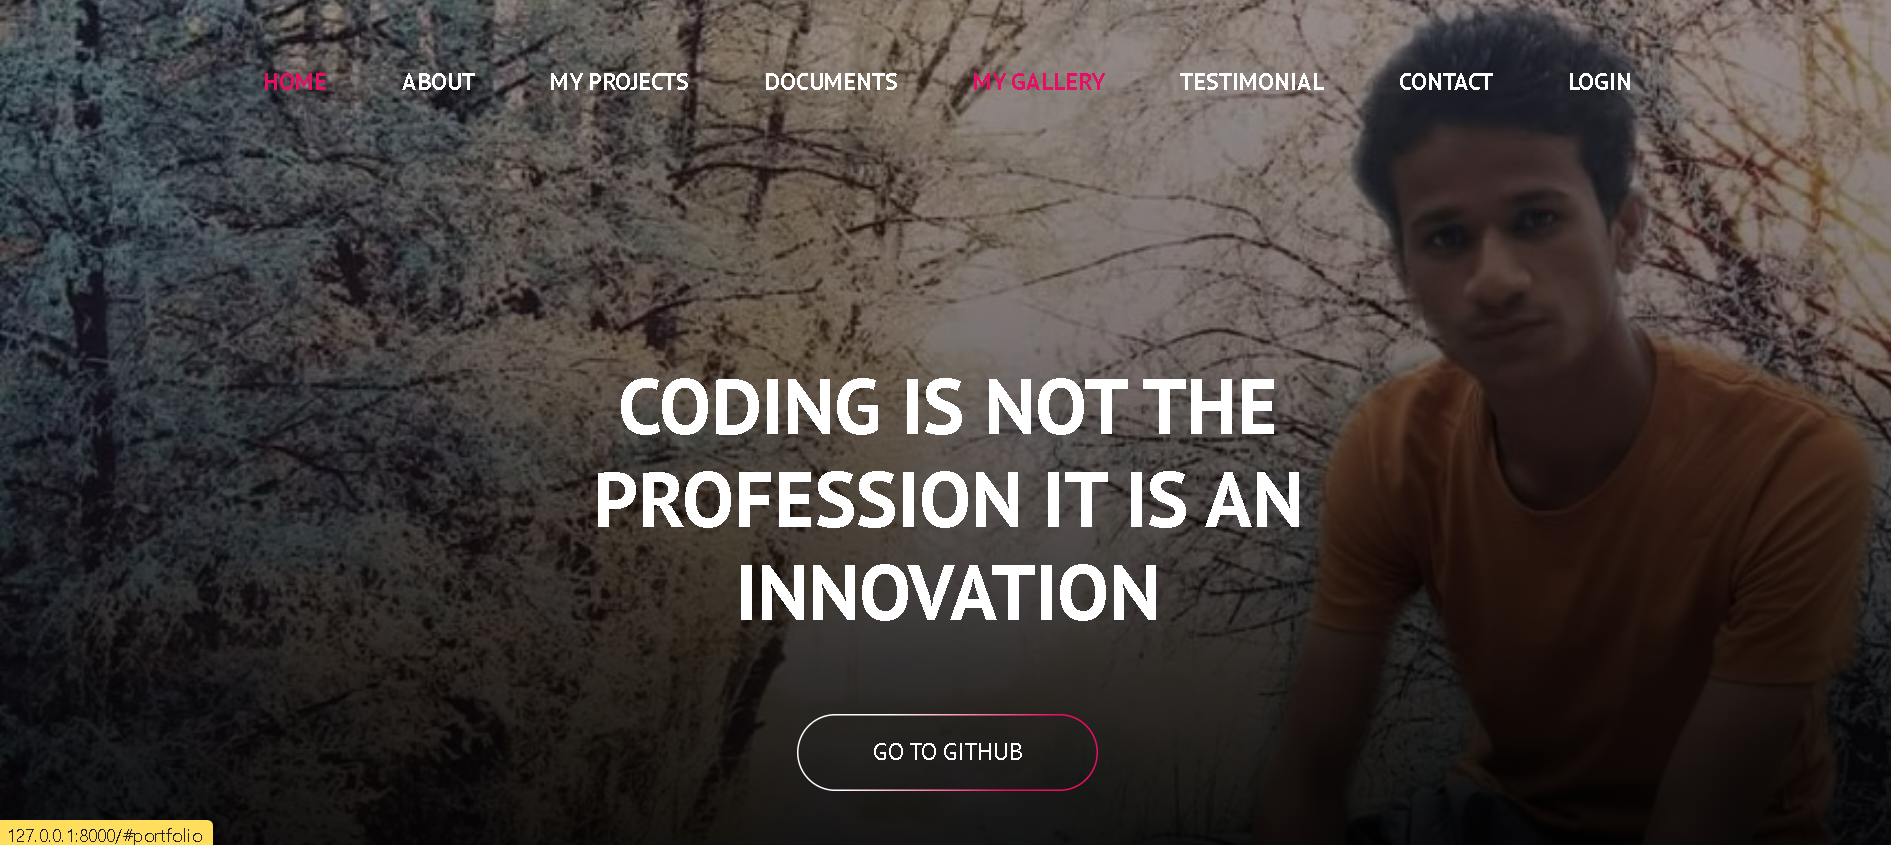 HOME ABOUT MY PROJECTS DOCUMENTS MY GALLERY TESTIMONIAL CONTACT LOGIN
CODING IS NOT THE
PROFESSION IT IS AN
INNOVATION
GO TO GITHUB
127.0.0.1:8000/#portfolio